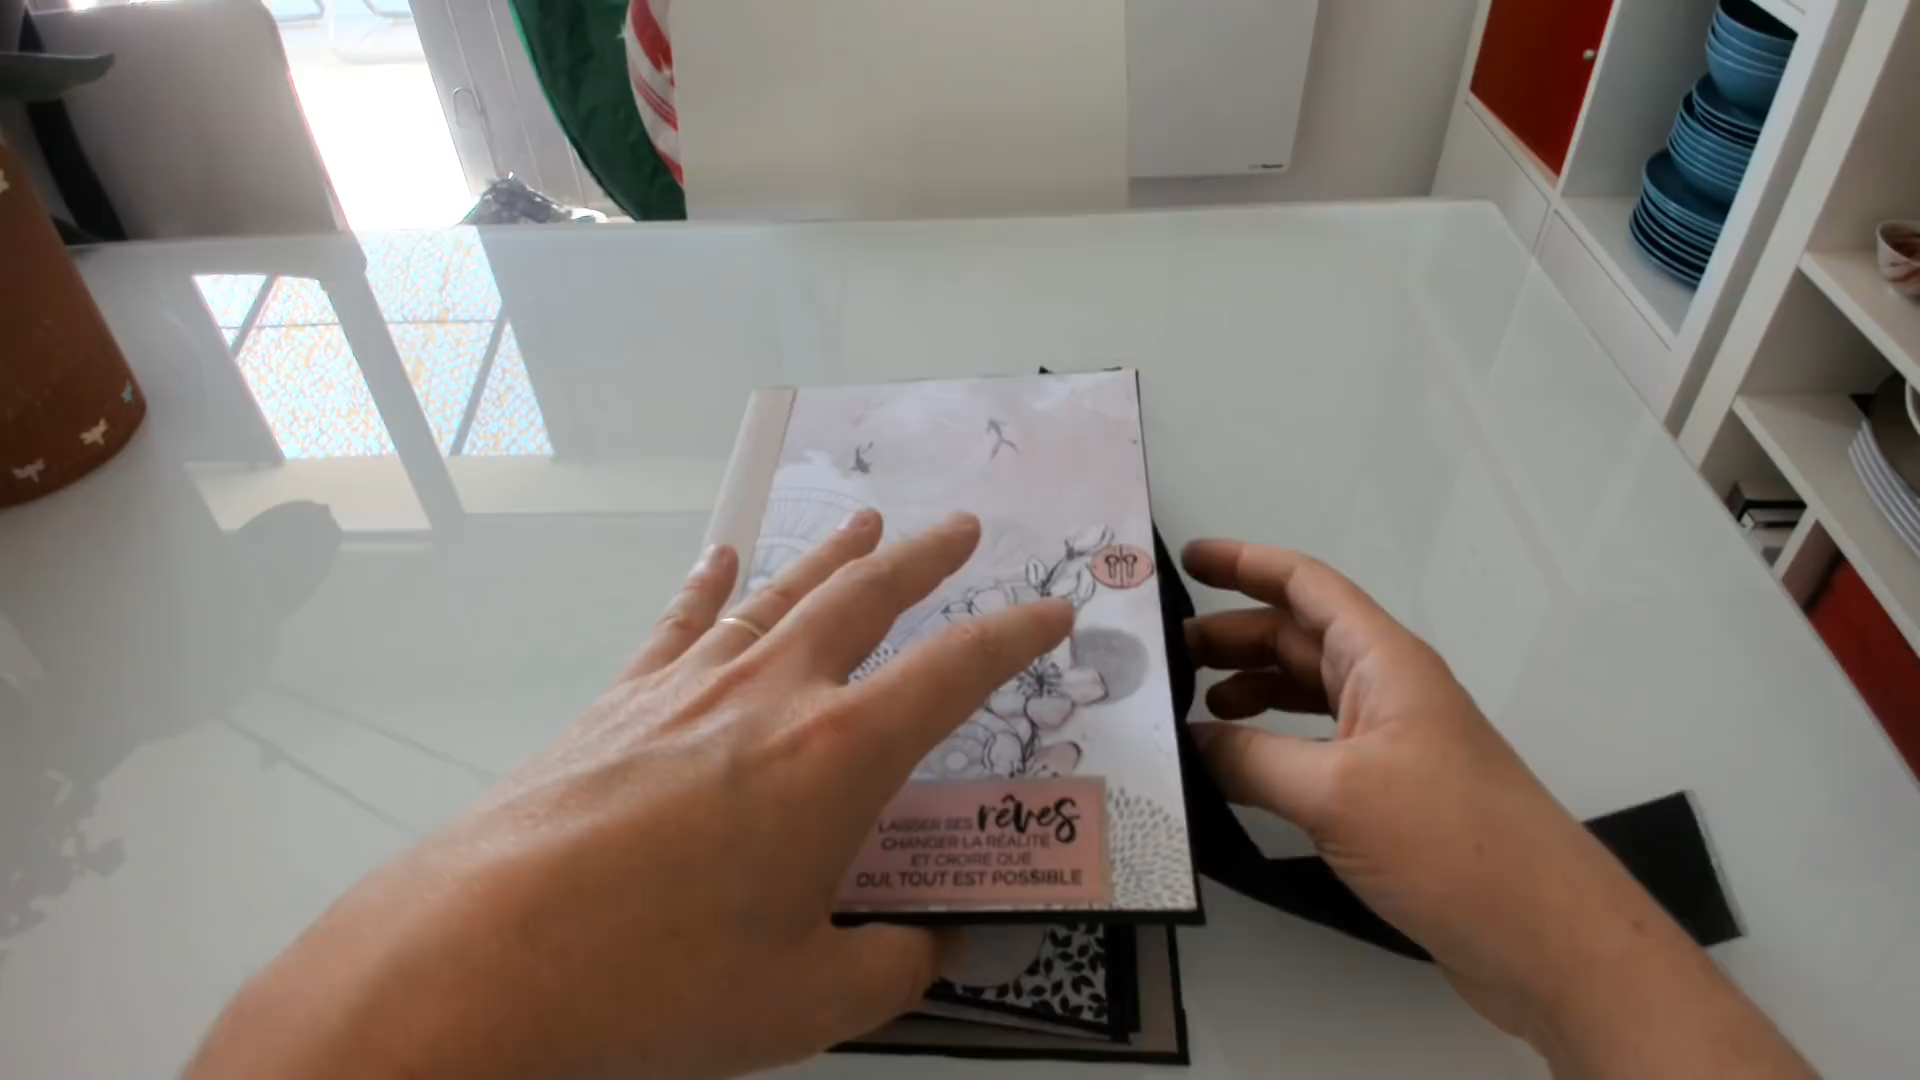 LAISSER SES rêves
CHANGER LA RÉALITÉ
ET CROIRE QUE
OUI, TOUT EST POSSIBLE